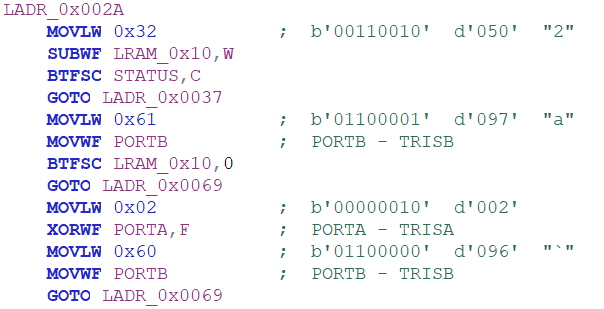 LADR_0x002A
MOVLW 0x32 ; b'00110010' d'050' "2"
SUBWF LRAM_0x10,W
BTFSC STATUS,C
GOTO LADR_0x0037
MOVLW 0x61 ; b'01100001' d'097' "a"
MOVWF PORTB ; PORTB - TRISB
BTFSC LRAM_0x10,0
GOTO LADR_0x0069
MOVLW 0x02 ; b'00000010' d'002'
XORWF PORTA,F ; PORTA - TRISA
MOVLW 0x60 ; b'01100000' d'096' "`"
MOVWF PORTB ; PORTB - TRISB
GOTO LADR_0x0069